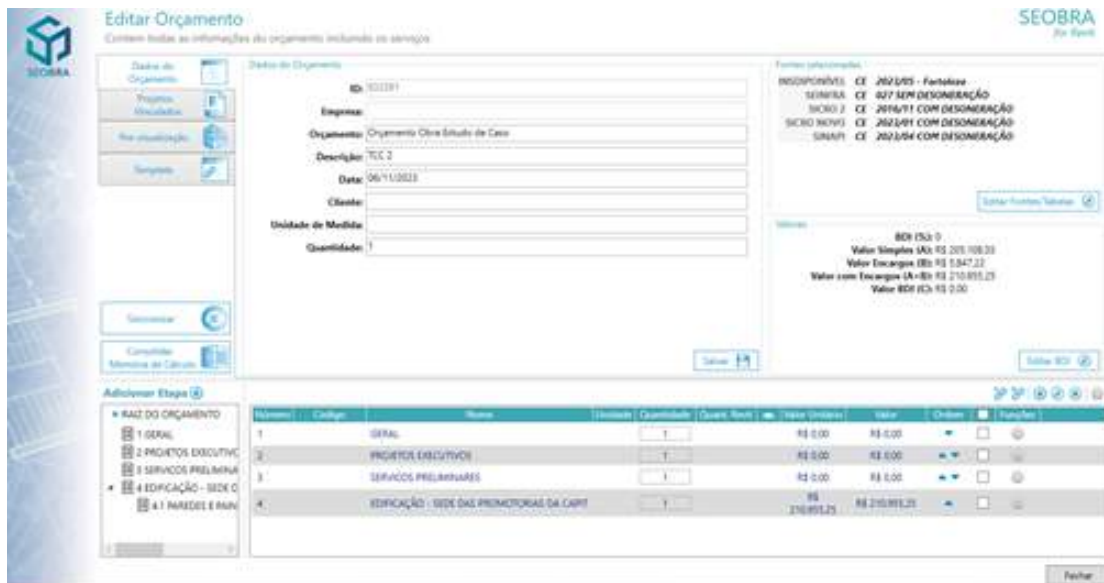 Editar Orçamento
Contem todas as informações do orçamento incluindo os serviços
SEOBRA
for Revit
SEOBRA
Dados do Orçamento
Projetos Vinculados
Pré-visualização
Template
Sincronizar
Consolidar Memória de Cálculo
Dados do Orçamento
ID:
Empresa:
Orçamento: Orçamento Obra Estudo de Caso
Descrição: TCC 2
Data: 06/11/2023
Cliente:
Unidade de Medida:
Quantidade: 1
Salvar
Fontes selecionadas
CE 2023/05 - Fortaleza
SEINFRA CE 027 SEM DESONERAÇÃO
SICRO 2 CE 2016/11 COM DESONERAÇÃO
SICRO NOVO CE 2023/01 COM DESONERAÇÃO
SINAPI CE 2023/04 COM DESONERAÇÃO
Editar Fontes/Tabelas
Valores
BDI (%): 0
Valor Simples (A): R$
Valor Encargos (B): R$ 5.847,22
Valor com Encargos (A+B): R$ 210.955,25
Valor BDI (C): R$ 0,00
Editar BDI
Adicionar Etapa
RAIZ DO ORÇAMENTO
1 GERAL
2 PROJETOS EXECUTIVO
3 SERVICOS PRELIMINA
4 EDIFICAÇÃO - SEDE D
4.1 PAREDES E PAIN
Número Código Nome Unidade Quantidade Quant. Revit Valor Unitário Valor Ordem Funções
1 GERAL 1 R$ 0,00 R$ 0,00
2 PROJETOS EXECUTIVOS 1 R$ 0,00 R$ 0,00
3 SERVICOS PRELIMINARES 1 R$ 0,00 R$ 0,00
4 EDIFICAÇÃO - SEDE DAS PROMOTORIAS DA CAPIT 1 R$ 210.955,25 R$ 210.955,25
Fechar